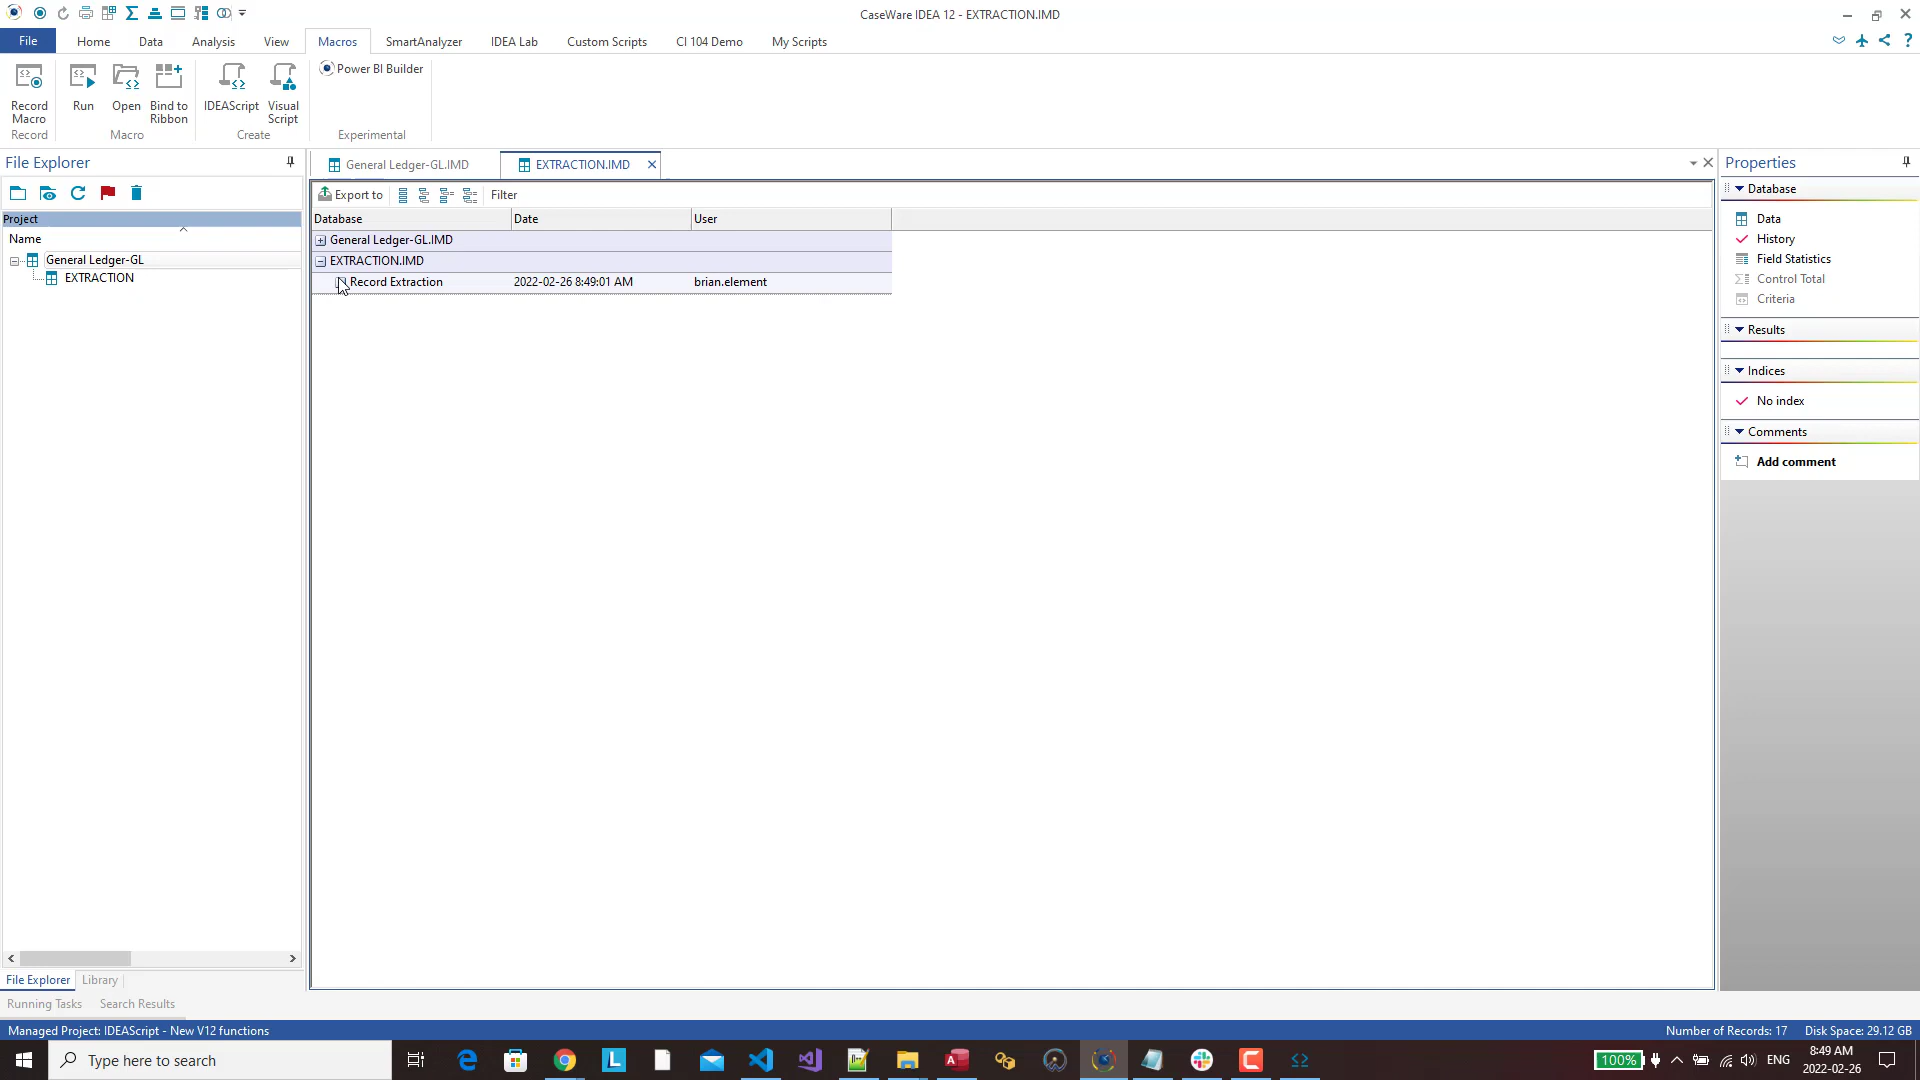 CaseWare IDEA 12 - EXTRACTION.IMD
File
Home
Data
Analysis
View
Macros
SmartAnalyzer
IDEA Lab
Custom Scripts
CI 104 Demo
My Scripts
Record Macro
Run
Open
Bind to Ribbon
IDEAScript
Visual Script
Power BI Builder
Record
Macro
Create
Experimental
File Explorer
Project
Name
General Ledger-GL
EXTRACTION
General Ledger-GL.IMD
EXTRACTION.IMD
Export to
Filter
Database
Date
User
General Ledger-GL.IMD
EXTRACTION.IMD
Record Extraction
2022-02-26 8:49:01 AM
brian.element
Properties
Database
Data
History
Field Statistics
Control Total
Criteria
Results
Indices
No index
Comments
Add comment
File Explorer
Library
Running Tasks
Search Results
Managed Project: IDEAScript - New V12 functions
Number of Records: 17
Disk Space: 29.12 GB
Type here to search
100%
ENG
8:49 AM
2022-02-26